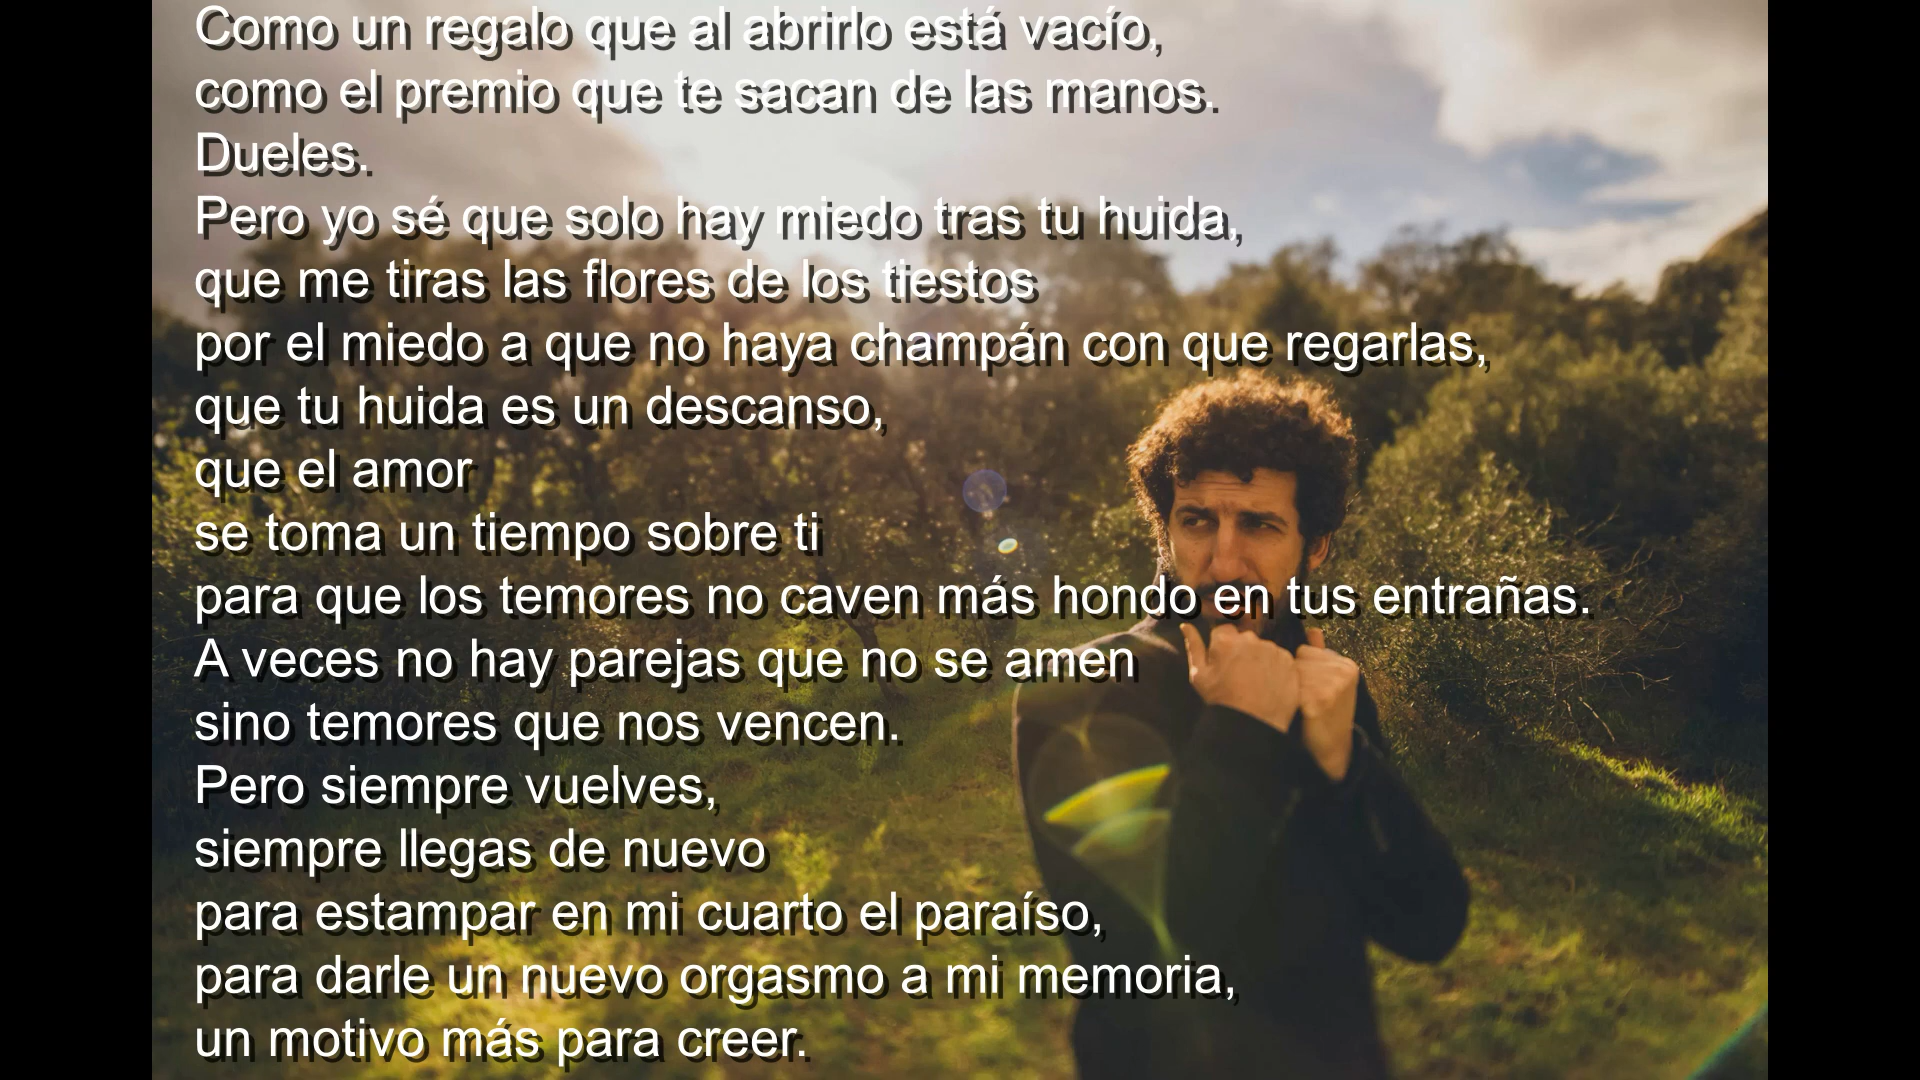 Como un regalo que al abrirlo está vacío,
como el premio que te sacan de las manos.
Dueles.
Pero yo sé que solo hay miedo tras tu huida,
que me tiras las flores de los tiestos
por el miedo a que no haya champán con que regarlas,
que tu huida es un descanso,
que el amor
se toma un tiempo sobre ti
para que los temores no caven más hondo en tus entrañas.
A veces no hay parejas que no se amen
sino temores que nos vencen.
Pero siempre vuelves,
siempre llegas de nuevo
para estampar en mi cuarto el paraíso,
para darle un nuevo orgasmo a mi memoria,
un motivo más para creer.